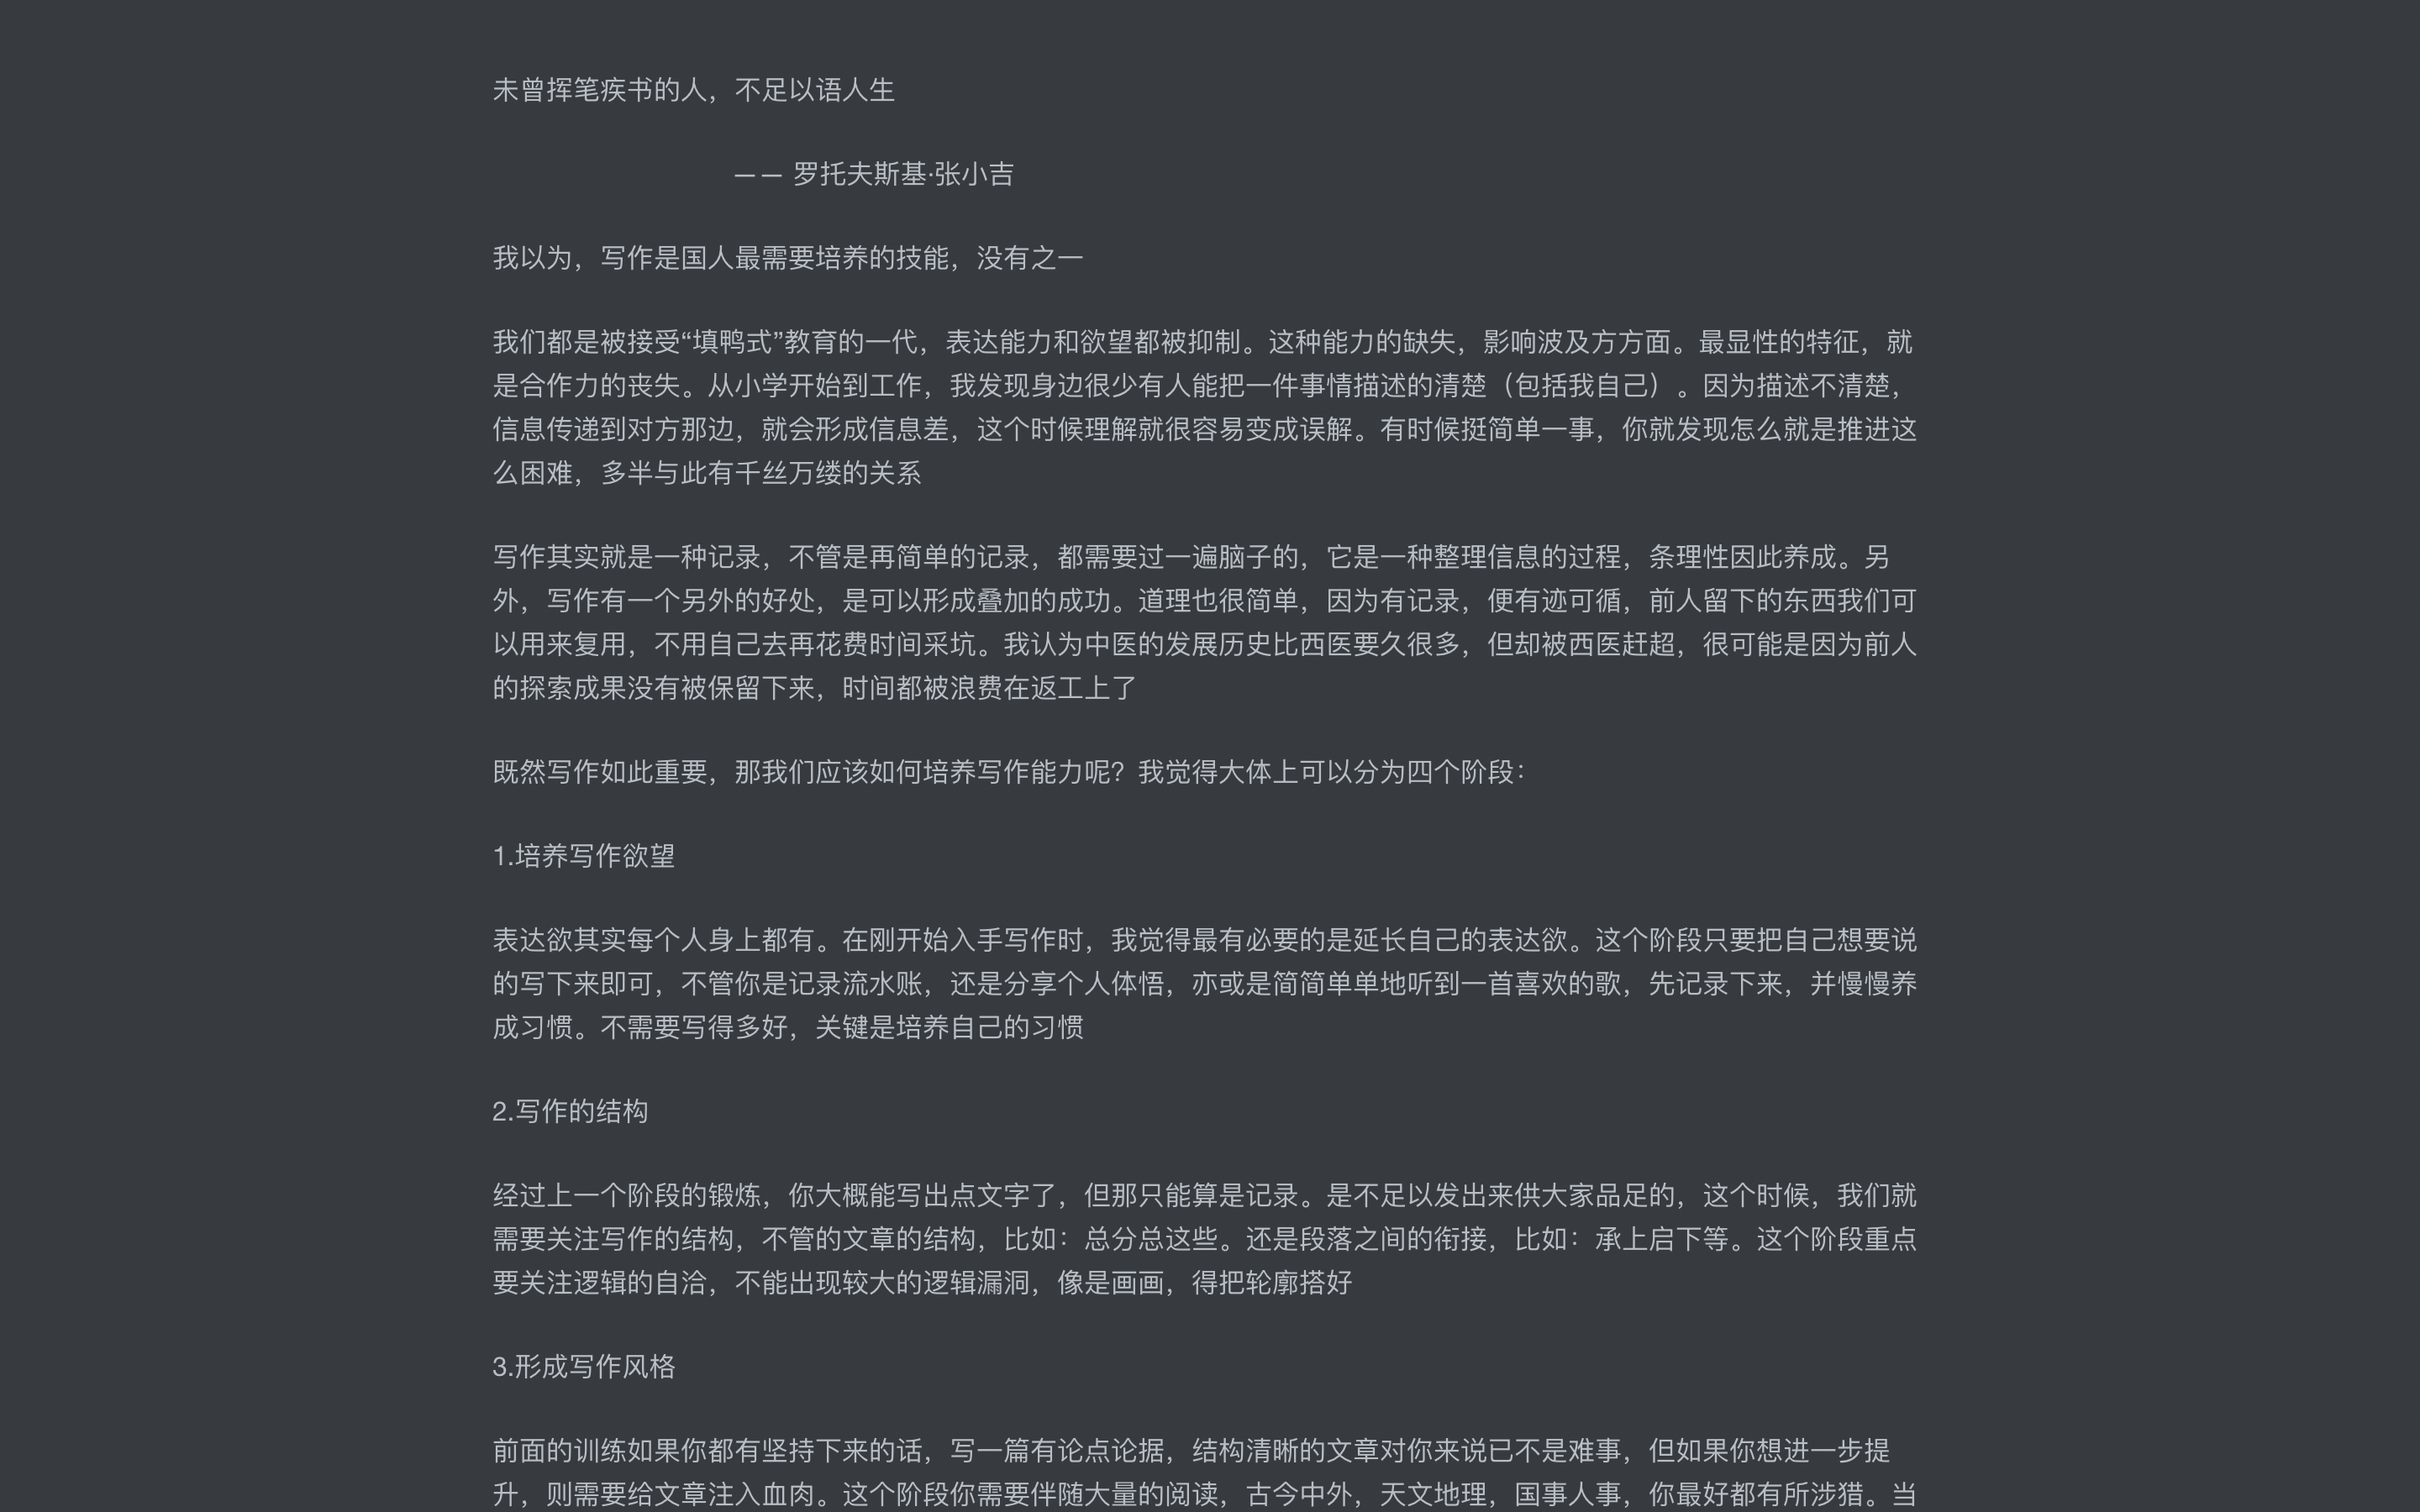 未曾挥笔疾书的人，不足以语人生
—— 罗托夫斯基·张小吉
我以为，写作是国人最需要培养的技能，没有之一
我们都是被接受“填鸭式”教育的一代，表达能力和欲望都被抑制。这种能力的缺失，影响波及方方面。最显性的特征，就
是合作力的丧失。从小学开始到工作，我发现身边很少有人能把一件事情描述的清楚（包括我自己）。因为描述不清楚，
信息传递到对方那边，就会形成信息差，这个时候理解就很容易变成误解。有时候挺简单一事，你就发现怎么就是推进这
么困难，多半与此有千丝万缕的关系
写作其实就是一种记录，不管是再简单的记录，都需要过一遍脑子的，它是一种整理信息的过程，条理性因此养成。另
外，写作有一个另外的好处，是可以形成叠加的成功。道理也很简单，因为有记录，便有迹可循，前人留下的东西我们可
以用来复用，不用自己去再花费时间采坑。我认为中医的发展历史比西医要久很多，但却被西医赶超，很可能是因为前人
的探索成果没有被保留下来，时间都被浪费在返工上了
既然写作如此重要，那我们应该如何培养写作能力呢？我觉得大体上可以分为四个阶段：
1.培养写作欲望
表达欲其实每个人身上都有。在刚开始入手写作时，我觉得最有必要的是延长自己的表达欲。这个阶段只要把自己想要说
的写下来即可，不管你是记录流水账，还是分享个人体悟，亦或是简简单单地听到一首喜欢的歌，先记录下来，并慢慢养
成习惯。不需要写得多好，关键是培养自己的习惯
2.写作的结构
经过上一个阶段的锻炼，你大概能写出点文字了，但那只能算是记录。是不足以发出来供大家品足的，这个时候，我们就
需要关注写作的结构，不管的文章的结构，比如：总分总这些。还是段落之间的衔接，比如：承上启下等。这个阶段重点
要关注逻辑的自洽，不能出现较大的逻辑漏洞，像是画画，得把轮廓搭好
3.形成写作风格
前面的训练如果你都有坚持下来的话，写一篇有论点论据，结构清晰的文章对你来说已不是难事，但如果你想进一步提
升，则需要给文章注入血肉。这个阶段你需要伴随大量的阅读，古今中外，天文地理，国事人事，你最好都有所涉猎。当